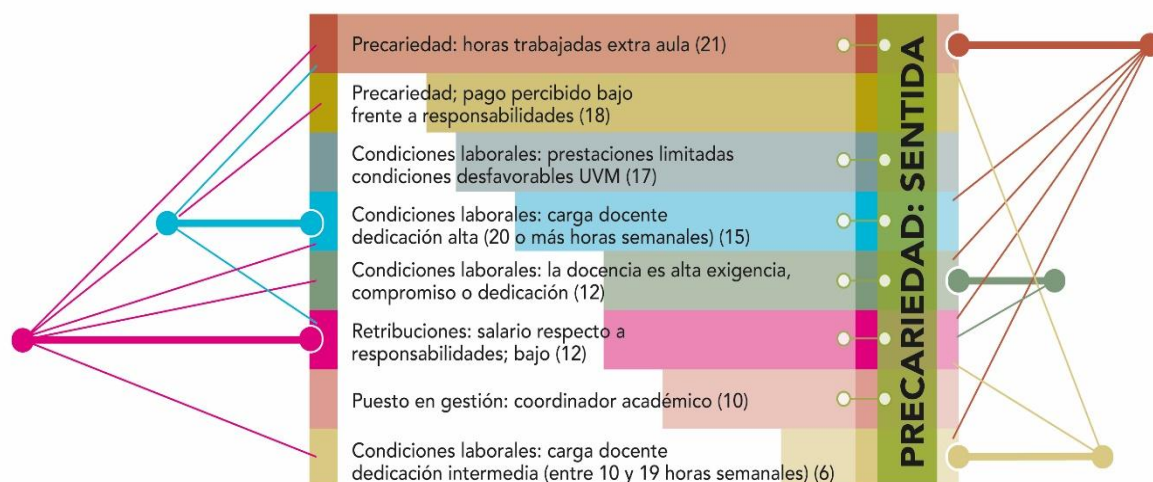 Precariedad: horas trabajadas extra aula (21)
Precariedad; pago percibido bajo
frente a responsabilidades (18)
Condiciones laborales: prestaciones limitadas
condiciones desfavorables UVM (17)
Condiciones laborales: carga docente
dedicación alta (20 o más horas semanales) (15)
Condiciones laborales: la docencia es alta exigencia,
compromiso o dedicación (12)
Retribuciones: salario respecto a
responsabilidades; bajo (12)
Puesto en gestión: coordinador académico (10)
Condiciones laborales: carga docente
dedicación intermedia (entre 10 y 19 horas semanales) (6)
PRECARIEDAD: SENTIDA